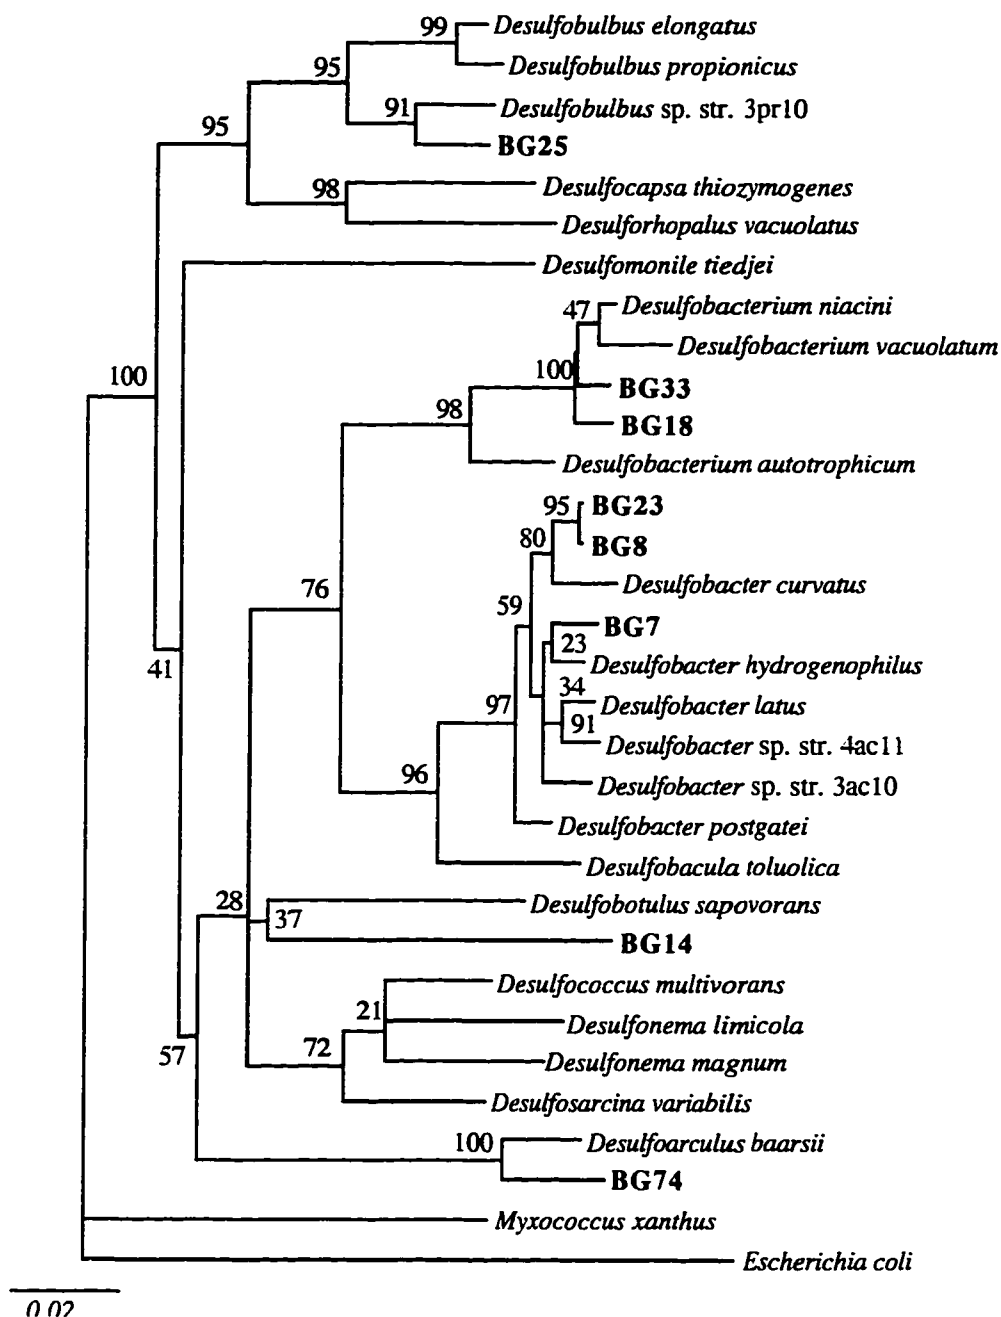 99 Desulfobulbus elongatus
95 Desulfobulbus propionicus
91 Desulfobulbus sp. str. 3pr10
95 BG25
98 Desulfocapsa thiozymogenes
Desulforhopalus vacuolatus
Desulfomonile tiedjei
47 Desulfobacterium niacini
Desulfobacterium vacuolatum
100 100 BG33
98 BG18
Desulfobacterium autotrophicum
95 BG23
80 BG8
76 Desulfobacter curvatus
59 BG7
23
41 Desulfobacter hydrogenophilus
34
97 Desulfobacter latus
91
Desulfobacter sp. str. 4ac11
96 Desulfobacter sp. str. 3ac10
Desulfobacter postgatei
Desulfobacula toluolica
28 Desulfobotulus sapovorans
37
BG14
Desulfococcus multivorans
21 Desulfonema limicola
57 72 Desulfonema magnum
Desulfosarcina variabilis
100 Desulfoarculus baarsii
BG74
Myxococcus xanthus
Escherichia coli
0.02